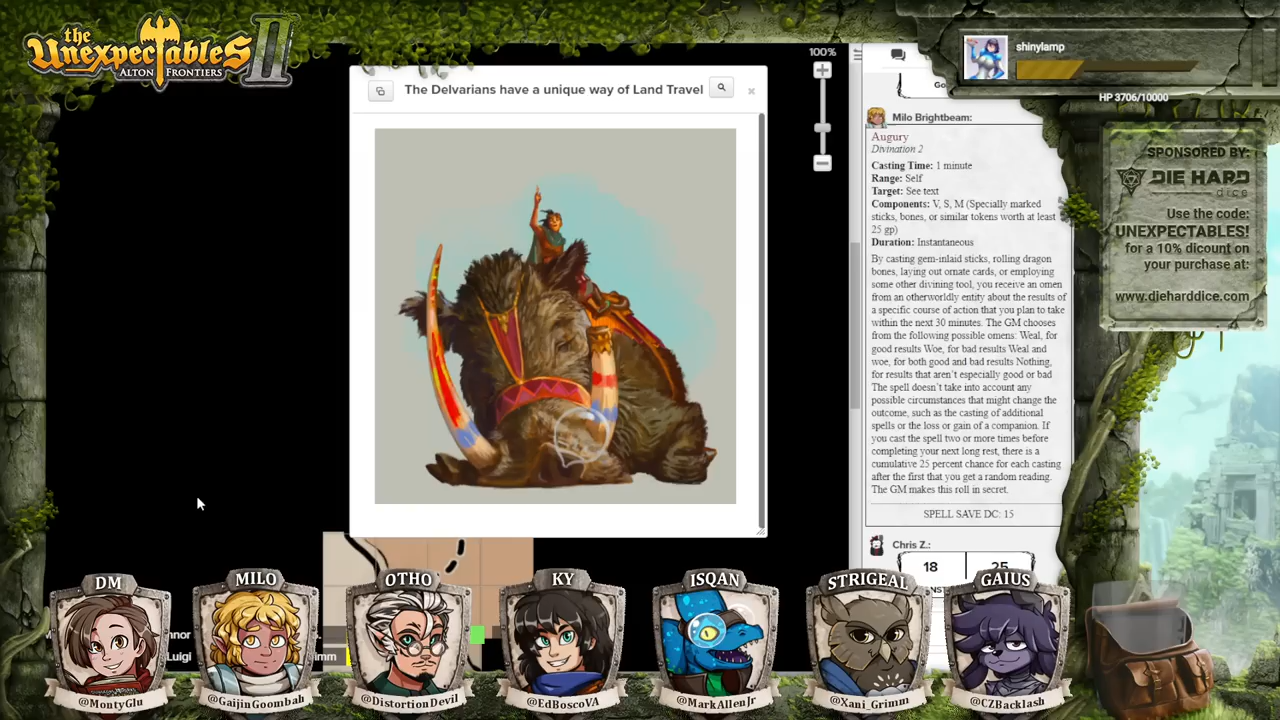 the
Unexpectables II
ALTON FRONTIERS
The Delvarians have a unique way of Land Travel
100%
Go
shinylamp
HP 3706/10000
Milo Brightbeam:
Augury
Divination 2
Casting Time: 1 minute
Range: Self
Target: See text
Components: V, S, M (Specially marked
sticks, bones, or similar tokens worth at least
25 gp)
Duration: Instantaneous
By casting gem-inlaid sticks, rolling dragon
bones, laying out ornate cards, or employing
some other divining tool, you receive an omen
from an otherworldly entity about the results of
a specific course of action that you plan to take
within the next 30 minutes. The GM chooses
from the following possible omens: Weal, for
good results Woe, for bad results Weal and
woe, for both good and bad results Nothing,
for results that aren't especially good or bad
The spell doesn't take into account any
possible circumstances that might change the
outcome, such as the casting of additional
spells or the loss or gain of a companion. If
you cast the spell two or more times before
completing your next long rest, there is a
cumulative 25 percent chance for each casting
after the first that you get a random reading.
The GM makes this roll in secret.
SPELL SAVE DC: 15
Chris Z.:
18 25
SPONSORED BY:
DIE HARD
dice
Use the code:
UNEXPECTABLES!
for a 10% dicount on
your purchase at:
www.dieharddice.com
DM
MILO
OTHO
KY
ISQAN
STRIGEAL
GAIUS
nnor
Luigi
imm
@MontyGlu
@GaijinGoombah
@DistortionDevil
@EdBoscoVA
@MarkAllenJr
@Xani_Grimm
@CZBacklash